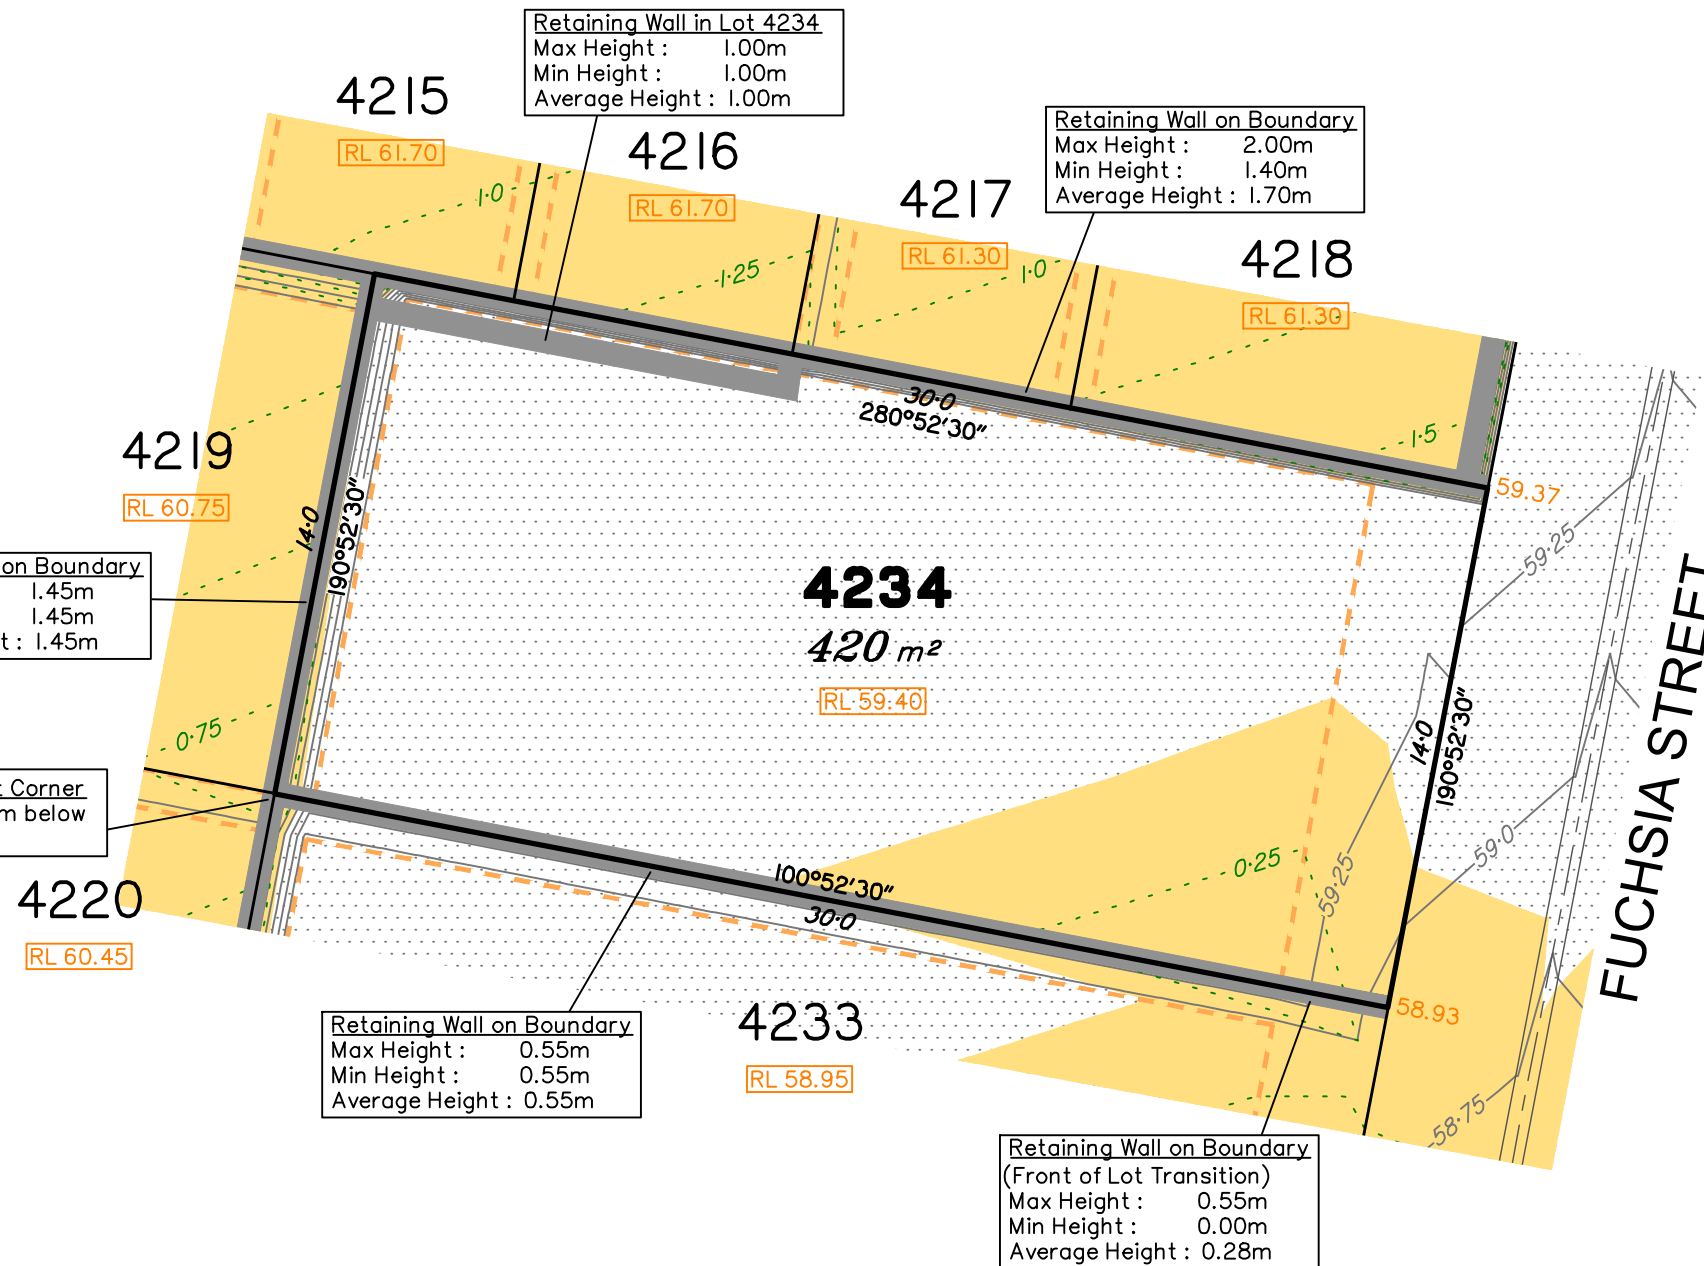 Retaining Wall in Lot 4234
Max Height : 1.00m
Min Height : 1.00m
Average Height : 1.00m
4215
RL 61.70
4216
RL 61.70
4217
RL 61.30
4218
RL 61.30
Retaining Wall on Boundary
Max Height : 2.00m
Min Height : 1.40m
Average Height : 1.70m
1·0
1·25
1·0
1·5
30·0
280°52'30"
59.37
59·25
4219
RL 60.75
14·0
190°52'30"
on Boundary
1.45m
1.45m
t : 1.45m
4234
420 m²
RL 59.40
FUCHSIA STREET
14·0
190°52'30"
0·75
t Corner
m below
4220
RL 60.45
100°52'30"
30·0
0·25
59·25
59·0
58.93
58·75
4233
RL 58.95
Retaining Wall on Boundary
Max Height : 0.55m
Min Height : 0.55m
Average Height : 0.55m
Retaining Wall on Boundary
(Front of Lot Transition)
Max Height : 0.55m
Min Height : 0.00m
Average Height : 0.28m